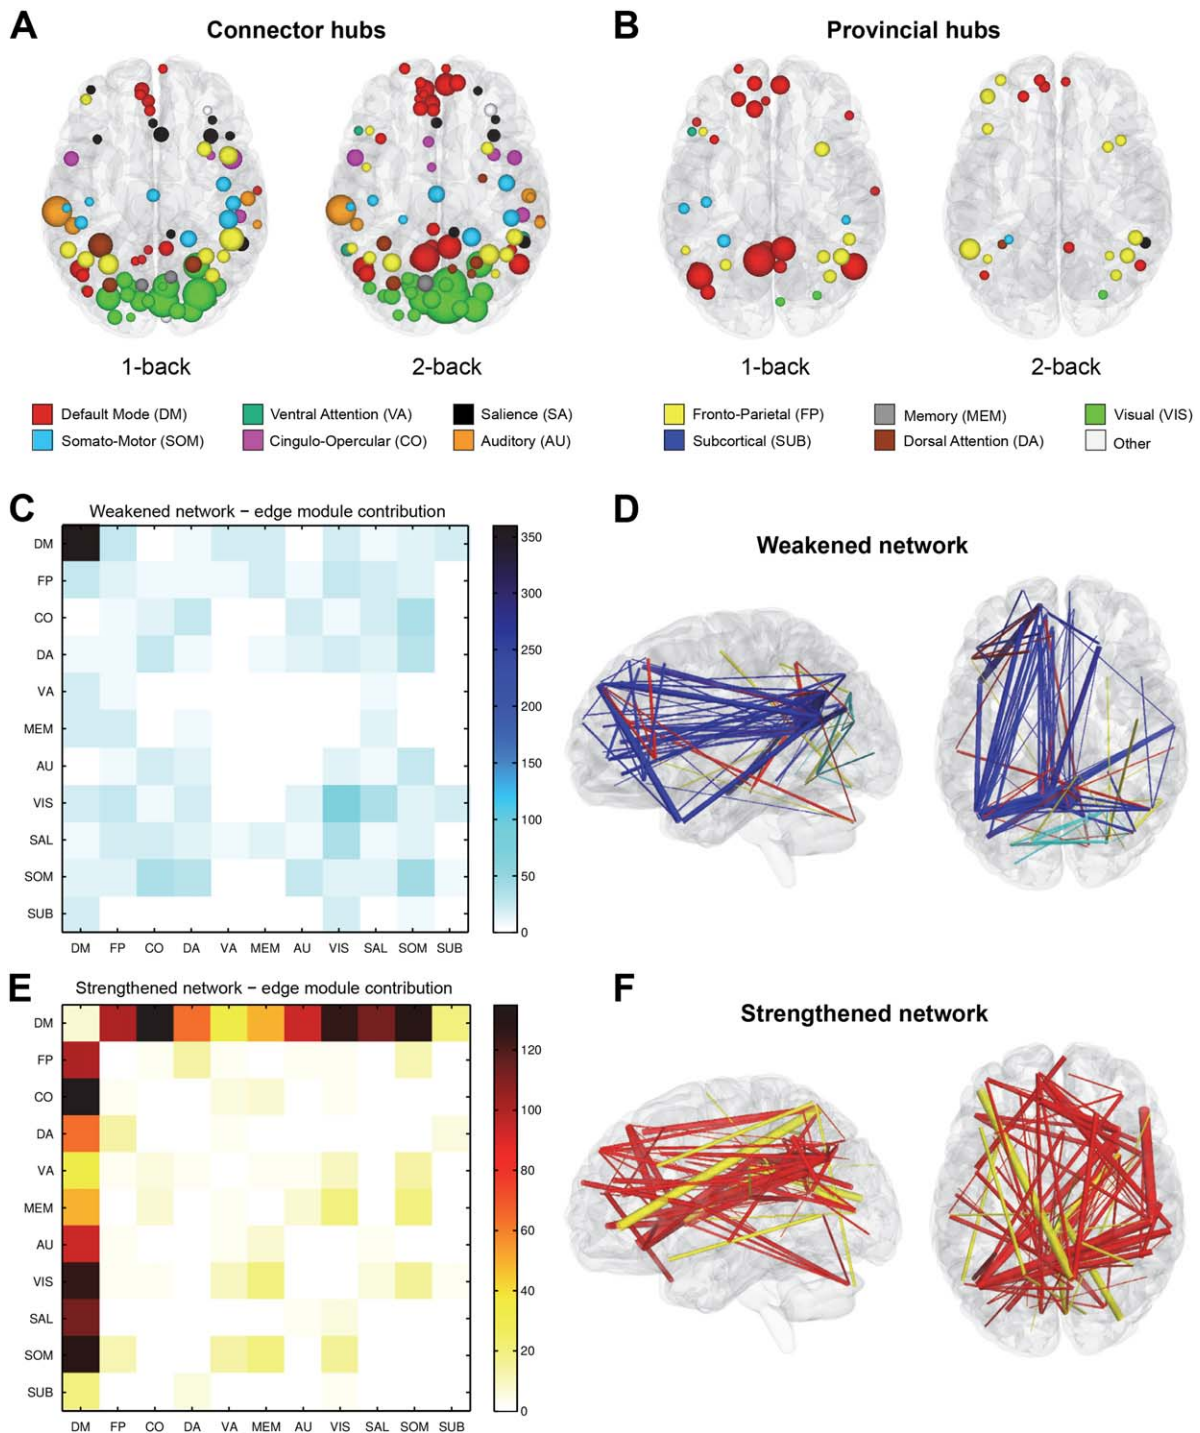 A Connector hubs
B Provincial hubs
1-back 2-back
1-back 2-back
Default Mode (DM) Ventral Attention (VA) Salience (SA) Fronto-Parietal (FP) Memory (MEM) Visual (VIS)
Somato-Motor (SOM) Cingulo-Opercular (CO) Auditory (AU) Subcortical (SUB) Dorsal Attention (DA) Other
C
Weakened network – edge module contribution
DM
FP
CO
DA
VA
MEM
AU
VIS
SAL
SOM
SUB
DM FP CO DA VA MEM AU VIS SAL SOM SUB
350
300
250
200
150
100
50
0
D
Weakened network
E
Strengthened network – edge module contribution
DM
FP
CO
DA
VA
MEM
AU
VIS
SAL
SOM
SUB
DM FP CO DA VA MEM AU VIS SAL SOM SUB
120
100
80
60
40
20
0
F
Strengthened network